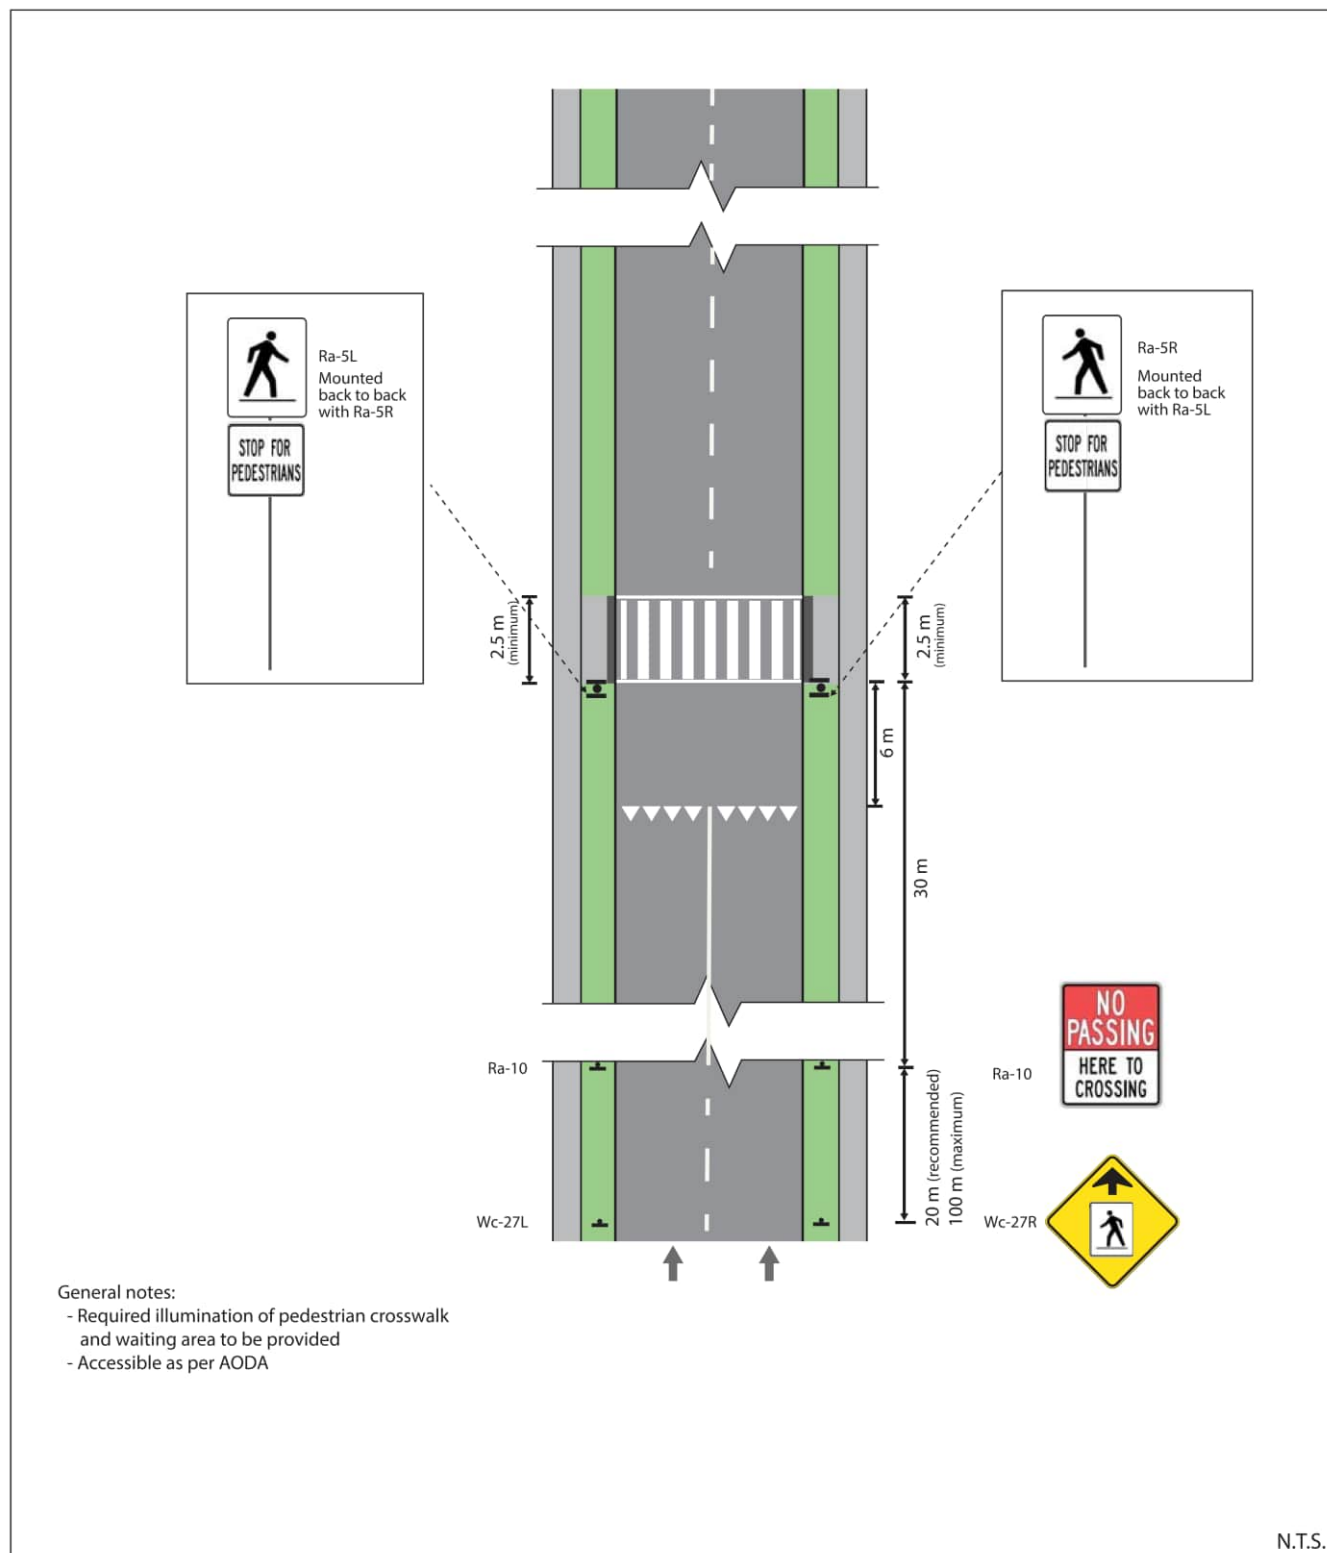 Ra-5L
Mounted
back to back
with Ra-5R
STOP FOR
PEDESTRIANS
Ra-5R
Mounted
back to back
with Ra-5L
STOP FOR
PEDESTRIANS
2.5 m
(minimum)
2.5 m
(minimum)
6 m
30 m
Ra-10
20 m (recommended)
100 m (maximum)
Ra-10
NO
PASSING
HERE TO
CROSSING
Wc-27L
Wc-27R
General notes:
- Required illumination of pedestrian crosswalk
and waiting area to be provided
- Accessible as per AODA
N.T.S.